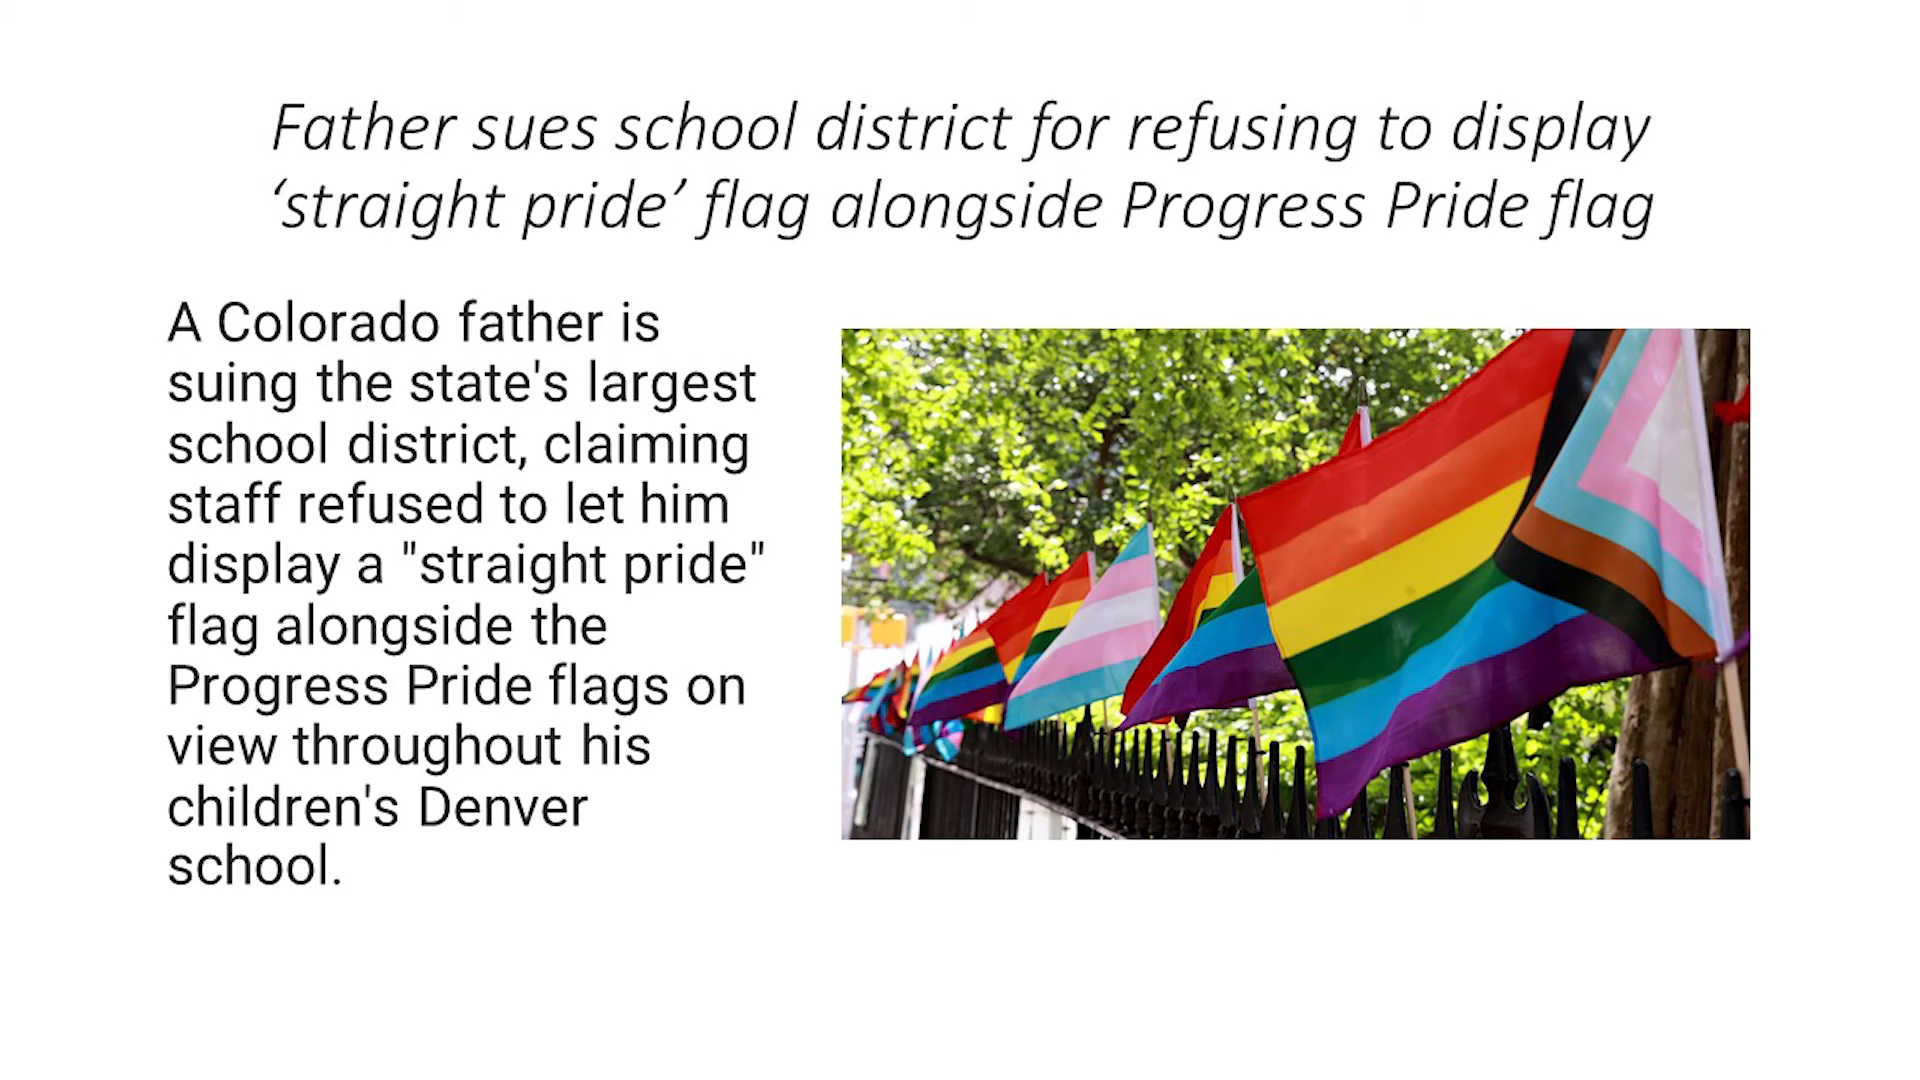 Father sues school district for refusing to display
‘straight pride’ flag alongside Progress Pride flag
A Colorado father is
suing the state's largest
school district, claiming
staff refused to let him
display a "straight pride"
flag alongside the
Progress Pride flags on
view throughout his
children's Denver
school.